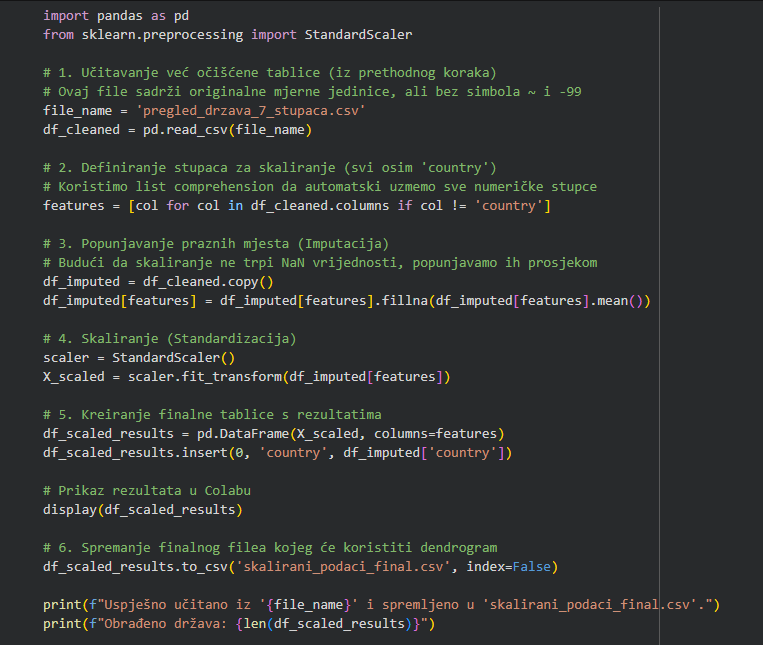 import pandas as pd
from sklearn.preprocessing import StandardScaler
# 1. Učitavanje već očišćene tablice (iz prethodnog koraka)
# Ovaj file sadrži originalne mjerne jedinice, ali bez simbola ~ i -99
file_name = 'pregled_drzava_7_stupaca.csv'
df_cleaned = pd.read_csv(file_name)
# 2. Definiranje stupaca za skaliranje (svi osim 'country')
# Koristimo list comprehension da automatski uzmemo sve numeričke stupce
features = [col for col in df_cleaned.columns if col != 'country']
# 3. Popunjavanje praznih mjesta (Imputacija)
# Budući da skaliranje ne trpi NaN vrijednosti, popunjavamo ih prosjekom
df_imputed = df_cleaned.copy()
df_imputed[features] = df_imputed[features].fillna(df_imputed[features].mean())
# 4. Skaliranje (Standardizacija)
scaler = StandardScaler()
X_scaled = scaler.fit_transform(df_imputed[features])
# 5. Kreiranje finalne tablice s rezultatima
df_scaled_results = pd.DataFrame(X_scaled, columns=features)
df_scaled_results.insert(0, 'country', df_imputed['country'])
# Prikaz rezultata u Colabu
display(df_scaled_results)
# 6. Spremanje finalnog filea kojeg će koristiti dendrogram
df_scaled_results.to_csv('skalirani_podaci_final.csv', index=False)
print(f"Uspješno učitano iz '{file_name}' i spremljeno u 'skalirani_podaci_final.csv'.")
print(f"Obrađeno država: {len(df_scaled_results)}")